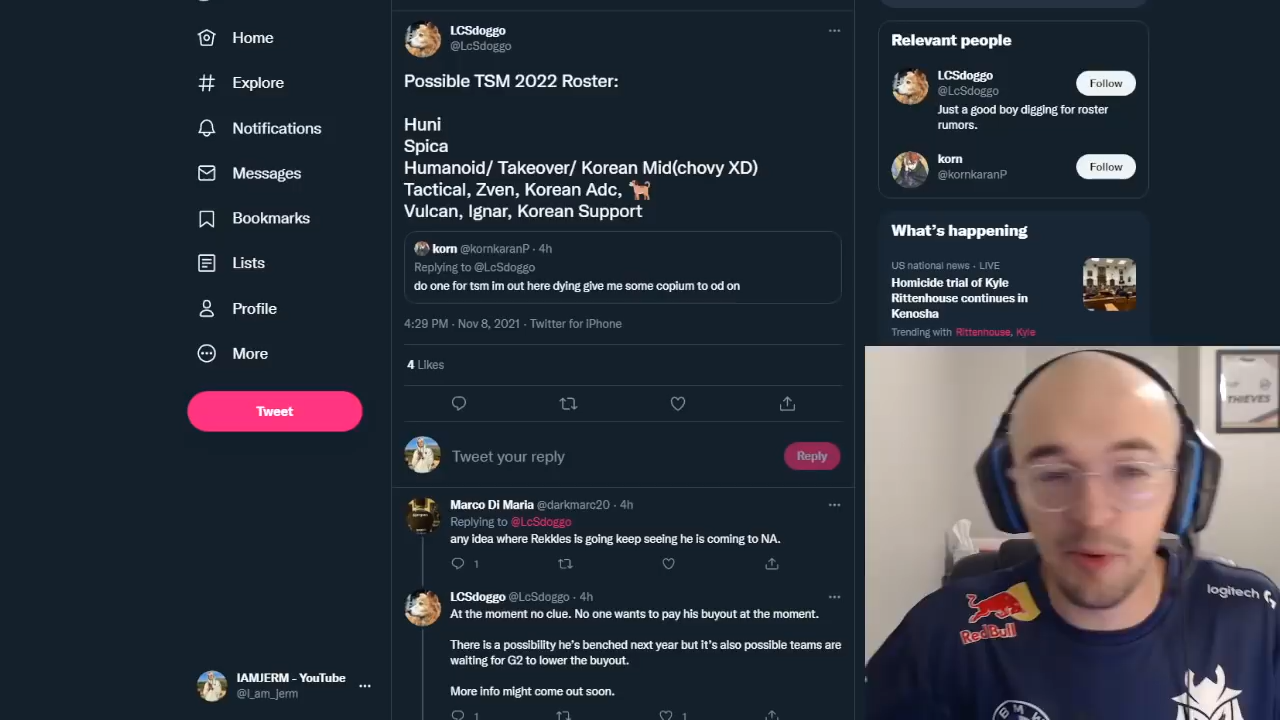 Home
Explore
Notifications
Messages
Bookmarks
Lists
Profile
More
Tweet
IAMJERM - YouTube
@I_am_jerm
LCSdoggo
@LcSdoggo
Possible TSM 2022 Roster:
Huni
Spica
Humanoid/ Takeover/ Korean Mid(chovy XD)
Tactical, Zven, Korean Adc, 🐕
Vulcan, Ignar, Korean Support
korn @kornkaranP · 4h
Replying to @LcSdoggo
do one for tsm im out here dying give me some copium to od on
4:29 PM · Nov 8, 2021 · Twitter for iPhone
4 Likes
Tweet your reply
Reply
Marco Di Maria @darkmarc20 · 4h
Replying to @LcSdoggo
any idea where Rekkles is going keep seeing he is coming to NA.
1
LCSdoggo @LcSdoggo · 4h
At the moment no clue. No one wants to pay his buyout at the moment.
There is a possibility he's benched next year but it's also possible teams are
waiting for G2 to lower the buyout.
More info might come out soon.
1
1
Relevant people
LCSdoggo
@LcSdoggo
Follow
Just a good boy digging for roster
rumors.
korn
@kornkaranP
Follow
What's happening
US national news · LIVE
Homicide trial of Kyle
Rittenhouse continues in
Kenosha
Trending with Rittenhouse, Kyle
THIEVES
Red Bull
logitech G
BMW